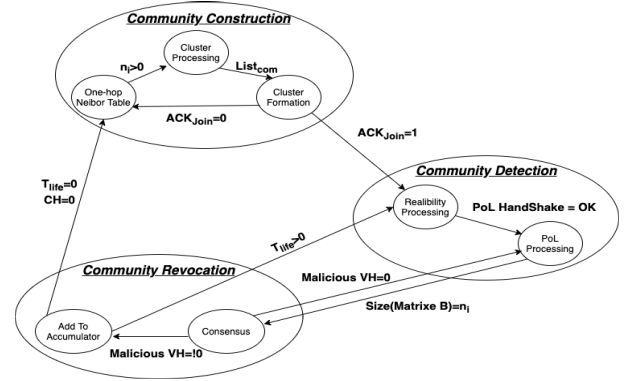 Community Construction
Cluster
Processing
n_i>0
List_com
One-hop
Neibor Table
Cluster
Formation
ACK_Join=0
ACK_Join=1
Community Detection
T_life=0
CH=0
Realibility
Processing
PoL HandShake = OK
PoL
Processing
T_life>0
Community Revocation
Malicious VH=0
Size(Matrixe B)=n_i
Add To
Accumulator
Consensus
Malicious VH=!0